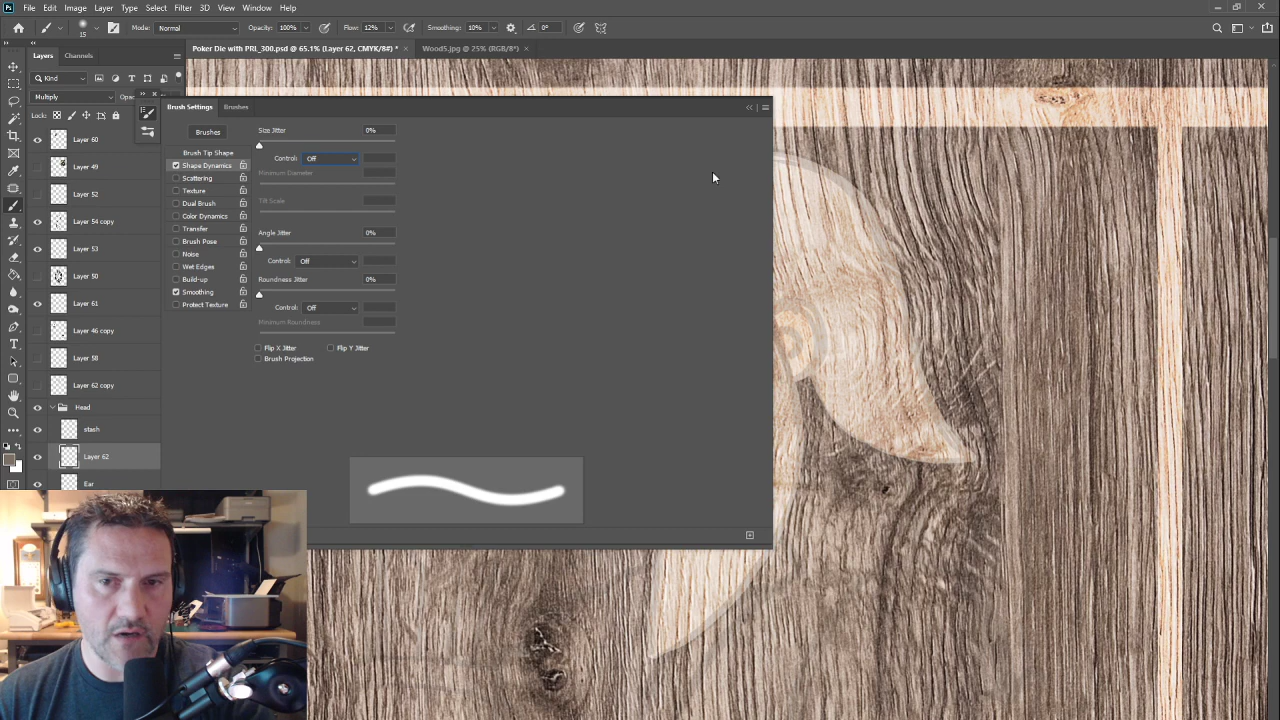 Ps File Edit Image Layer Type Select Filter 3D View Window Help
15 Mode: Normal Opacity: 100% Flow: 12% Smoothing: 10% 0°
Layers Channels Poker Die with PRL_300.psd @ 65.1% (Layer 62, CMYK/8#) * × Wood5.jpg @ 25% (RGB/8*) ×
Kind
Multiply Opac
Lock:
Layer 60
Layer 49
Layer 52
Layer 54 copy
Layer 53
Layer 50
Layer 61
Layer 46 copy
Layer 58
Layer 62 copy
Head
stash
Layer 62
Ear
Brush Settings Brushes
Brushes
Brush Tip Shape
Shape Dynamics
Scattering
Texture
Dual Brush
Color Dynamics
Transfer
Brush Pose
Noise
Wet Edges
Build-up
Smoothing
Protect Texture
Size Jitter 0%
Control: Off
Minimum Diameter
Tilt Scale
Angle Jitter 0%
Control: Off
Roundness Jitter 0%
Control: Off
Minimum Roundness
Flip X Jitter Flip Y Jitter
Brush Projection